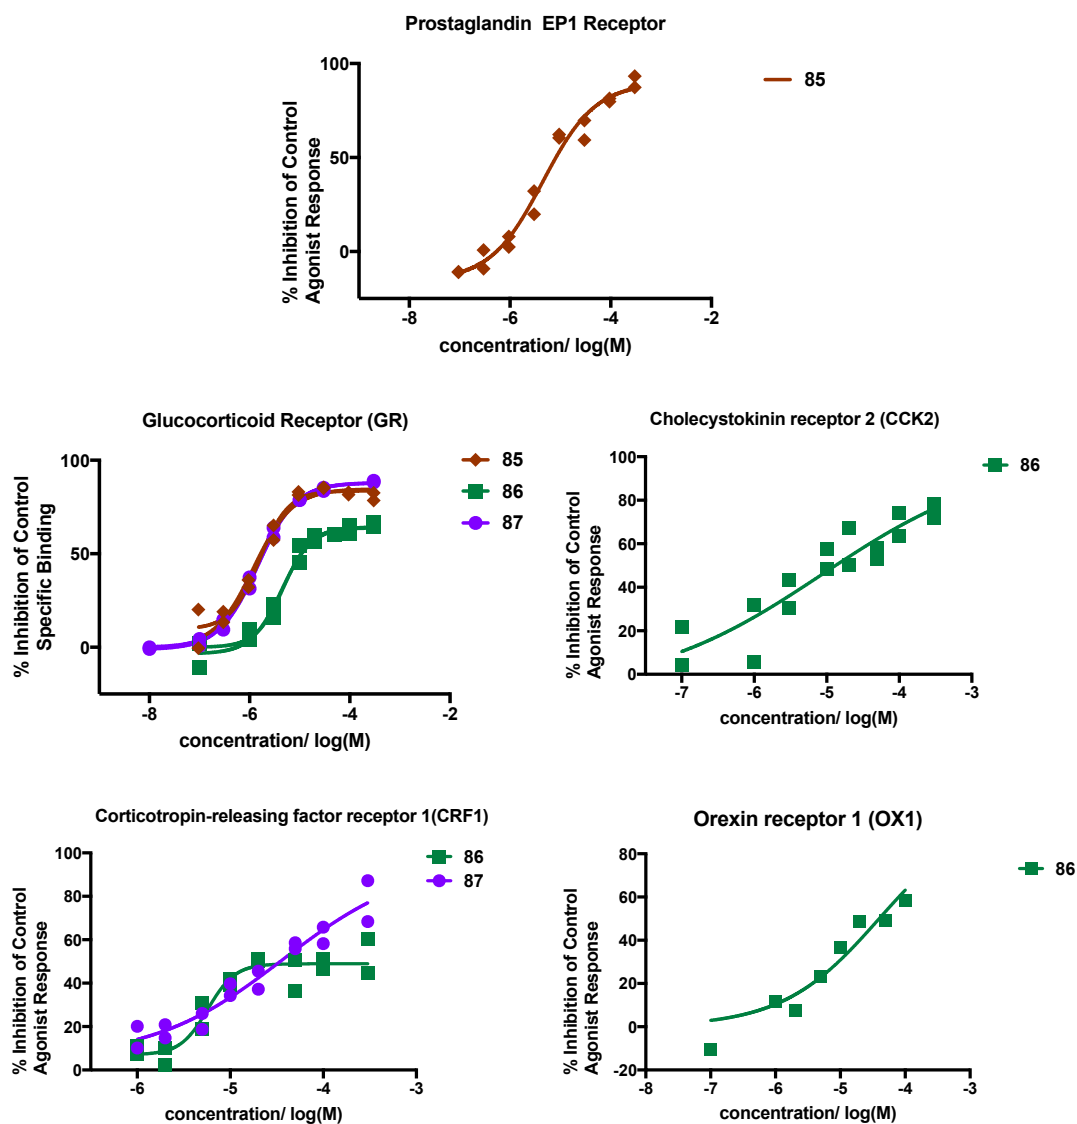 Prostaglandin  EP1 Receptor
% Inhibition of Control
Agonist Response
100
50
0
-8
-6
-4
-2
concentration/ log(M)
85
Glucocorticoid Receptor (GR)
% Inhibition of Control
Specific Binding
100
50
0
-8
-6
-4
-2
concentration/ log(M)
85
86
87
Cholecystokinin receptor 2 (CCK2)
% Inhibition of Control
Agonist Response
100
80
60
40
20
0
-7
-6
-5
-4
-3
concentration/ log(M)
86
Corticotropin-releasing factor receptor 1(CRF1)
% Inhibition of Control
Agonist Response
100
80
60
40
20
0
-6
-5
-4
-3
concentration/ log(M)
86
87
Orexin receptor 1 (OX1)
% Inhibition of Control
Agonist Response
80
60
40
20
0
-20
-8
-7
-6
-5
-4
-3
concentration/ log(M)
86